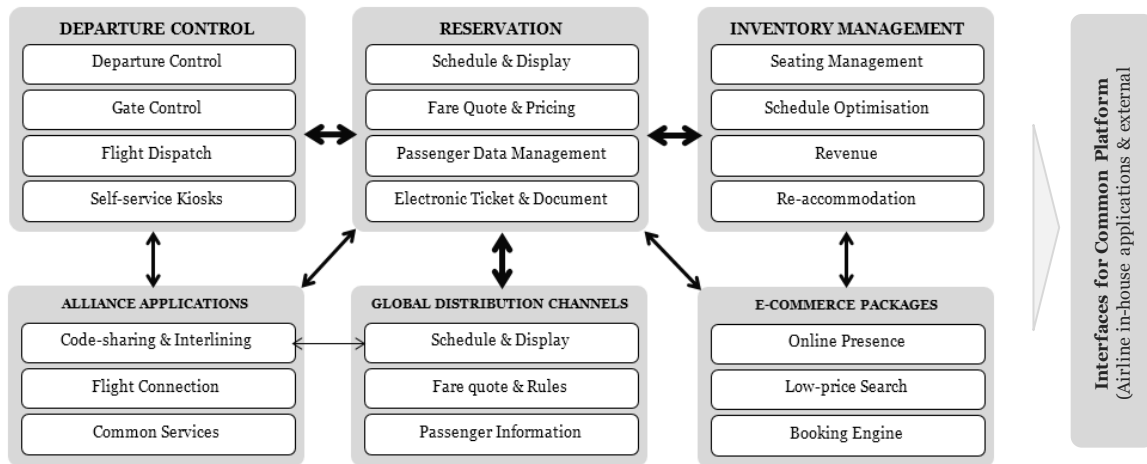 DEPARTURE CONTROL
Departure Control
Gate Control
Flight Dispatch
Self-service Kiosks
RESERVATION
Schedule & Display
Fare Quote & Pricing
Passenger Data Management
Electronic Ticket & Document
INVENTORY MANAGEMENT
Seating Management
Schedule Optimisation
Revenue
Re-accommodation
ALLIANCE APPLICATIONS
Code-sharing & Interlining
Flight Connection
Common Services
GLOBAL DISTRIBUTION CHANNELS
Schedule & Display
Fare quote & Rules
Passenger Information
E-COMMERCE PACKAGES
Online Presence
Low-price Search
Booking Engine
Interfaces for Common Platform
(Airline in-house applications & external